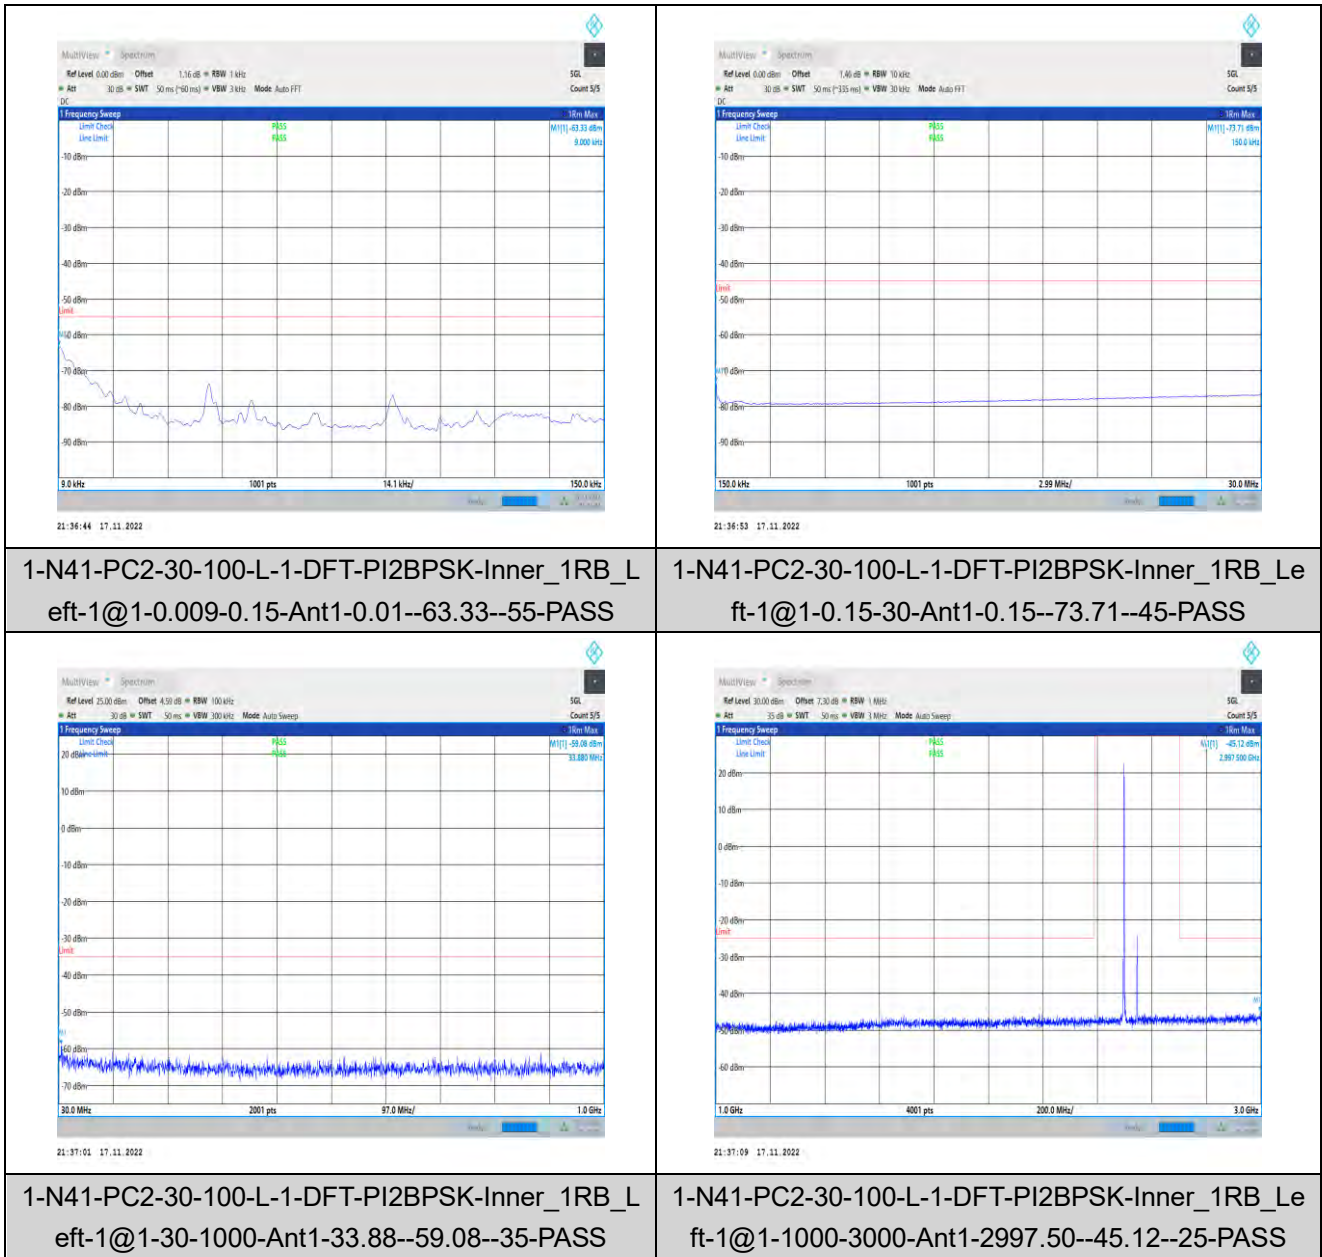 MultiView Spectrum
Ref Level 0.00 dBm Offset 1.16 dB RBW 1 kHz SGL
Att 30 dB SWT 50 ms (~60 ms) VBW 3 kHz Mode Auto FFT Count 5/5
DC
1 Frequency Sweep 1Rm Max
Limit Check PASS M1[1] -63.33 dBm
Line Limit PASS 9.000 kHz
-10 dBm
-20 dBm
-30 dBm
-40 dBm
-50 dBm
Limit
-70 dBm
-80 dBm
-90 dBm
9.0 kHz 1001 pts 14.1 kHz/ 150.0 kHz
21:36:44 17.11.2022
1-N41-PC2-30-100-L-1-DFT-PI2BPSK-Inner_1RB_L
eft-1@1-0.009-0.15-Ant1-0.01--63.33--55-PASS
MultiView Spectrum
Ref Level 0.00 dBm Offset 1.46 dB RBW 10 kHz SGL
Att 30 dB SWT 50 ms (~335 ms) VBW 30 kHz Mode Auto FFT Count 5/5
DC
1 Frequency Sweep 1Rm Max
Limit Check PASS M1[1] -73.71 dBm
Line Limit PASS 150.0 kHz
-10 dBm
-20 dBm
-30 dBm
-40 dBm
Limit
-50 dBm
-60 dBm
-80 dBm
-90 dBm
150.0 kHz 1001 pts 2.99 MHz/ 30.0 MHz
21:36:53 17.11.2022
1-N41-PC2-30-100-L-1-DFT-PI2BPSK-Inner_1RB_Le
ft-1@1-0.15-30-Ant1-0.15--73.71--45-PASS
MultiView Spectrum
Ref Level 25.00 dBm Offset 4.59 dB RBW 100 kHz SGL
Att 30 dB SWT 50 ms VBW 300 kHz Mode Auto Sweep Count 5/5
1 Frequency Sweep 1Rm Max
Limit Check PASS M1[1] -59.08 dBm
20 dBm Line Limit PASS 33.880 MHz
10 dBm
0 dBm
-10 dBm
-20 dBm
-30 dBm
Limit
-40 dBm
-50 dBm
M1
-60 dBm
-70 dBm
30.0 MHz 2001 pts 97.0 MHz/ 1.0 GHz
21:37:01 17.11.2022
1-N41-PC2-30-100-L-1-DFT-PI2BPSK-Inner_1RB_L
eft-1@1-30-1000-Ant1-33.88--59.08--35-PASS
MultiView Spectrum
Ref Level 30.00 dBm Offset 7.30 dB RBW 1 MHz SGL
Att 35 dB SWT 50 ms VBW 3 MHz Mode Auto Sweep Count 5/5
1 Frequency Sweep 1Rm Max
Limit Check PASS M1[1] -45.12 dBm
Line Limit PASS 2.997 500 GHz
20 dBm
10 dBm
0 dBm
-10 dBm
-20 dBm
Limit
-30 dBm
-40 dBm
M1
-50 dBm
-60 dBm
1.0 GHz 4001 pts 200.0 MHz/ 3.0 GHz
21:37:09 17.11.2022
1-N41-PC2-30-100-L-1-DFT-PI2BPSK-Inner_1RB_Le
ft-1@1-1000-3000-Ant1-2997.50--45.12--25-PASS